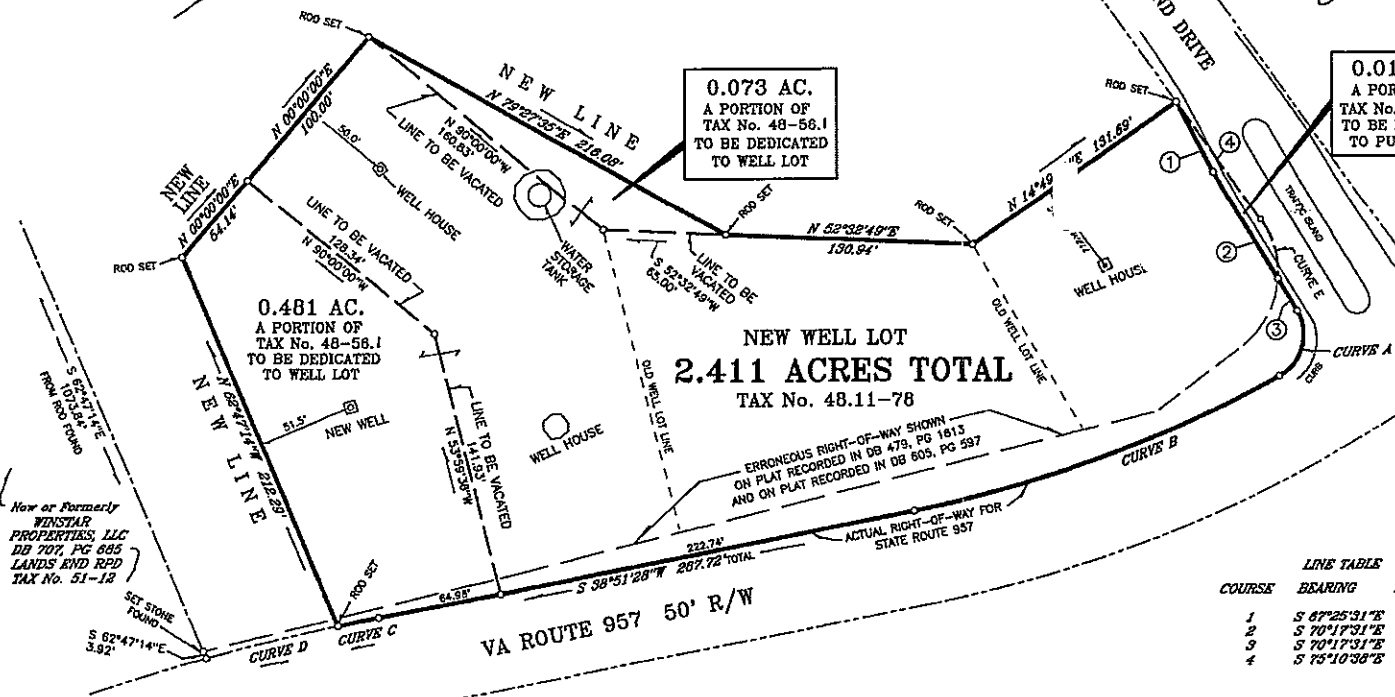 ROD SET
ND DRIVE
NEW LINE
N 79°27'35"E
216.08'
0.073 AC.
A PORTION OF
TAX No. 48-56.1
TO BE DEDICATED
TO WELL LOT
ROD SET
0.01
A POR
TAX No.
TO BE
TO PU
N 00°00'00"E
100.00'
N 90°00'00"W
160.83'
LINE TO BE VACATED
50.0'
WELL HOUSE
NEW
LINE
N 00°00'00"E
54.14'
ROD SET
LINE TO BE VACATED
128.34'
N 90°00'00"W
WATER
STORAGE
TANK
ROD SET
S 52°32'49"W
65.00'
LINE TO BE
VACATED
N 52°32'49"E
130.94'
ROD SET
N 14°49
"E 131.69'
WELL
WELL HOUSE
1
4
2
3
TRAFFIC ISLAND
CURVE E
CURVE A
CURB
0.481 AC.
A PORTION OF
TAX No. 48-56.1
TO BE DEDICATED
TO WELL LOT
NEW WELL LOT
2.411 ACRES TOTAL
TAX No. 48.11-78
OLD WELL LOT LINE
OLD WELL LOT LINE
S 62°47'14"E
1073.84'
FROM ROD FOUND
NEW LINE
N 62°47'14"W 212.29'
51.5'
NEW WELL
WELL HOUSE
LINE TO BE VACATED
141.93'
N 53°59'38"W
ERRONEOUS RIGHT-OF-WAY SHOWN
ON PLAT RECORDED IN DB 479, PG 1613
AND ON PLAT RECORDED IN DB 605, PG 597
CURVE B
Now or Formerly
WINSTAR
PROPERTIES, LLC
DB 707, PG 685
LANDS END RPD
TAX No. 51-12
SET STONE
FOUND
S 62°47'14"E
3.92'
CURVE D
CURVE C
ROD SET
64.98'
222.74'
S 38°51'28"W 287.72' TOTAL
ACTUAL RIGHT-OF-WAY FOR
STATE ROUTE 957
VA ROUTE 957 50' R/W
LINE TABLE
COURSE BEARING
1 S 67°25'31"E
2 S 70°17'31"E
3 S 70°17'31"E
4 S 75°10'38"E